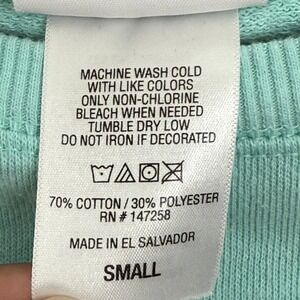 MACHINE WASH COLD
WITH LIKE COLORS
ONLY NON-CHLORINE
BLEACH WHEN NEEDED
TUMBLE DRY LOW
DO NOT IRON IF DECORATED
70% COTTON / 30% POLYESTER
RN # 147258
MADE IN EL SALVADOR
SMALL